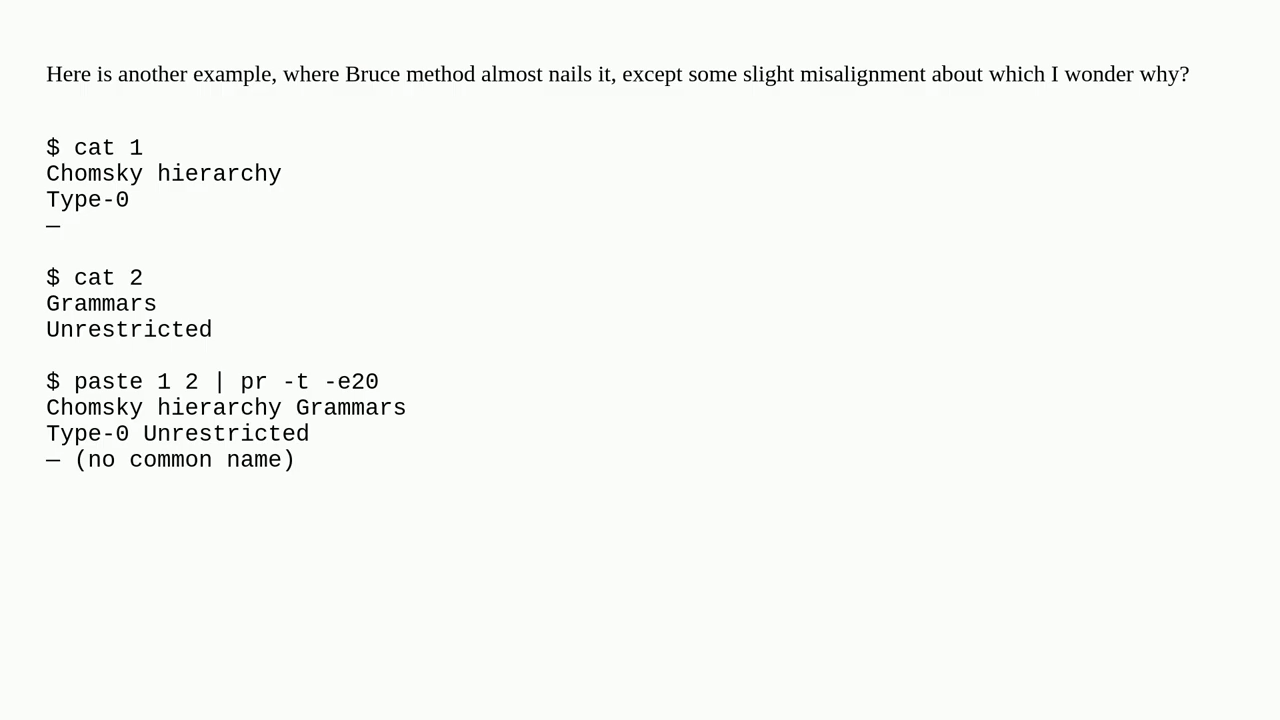 Here is another example, where Bruce method almost nails it, except some slight misalignment about which I wonder why?
$ cat 1
Chomsky hierarchy
Type-0
—
$ cat 2
Grammars
Unrestricted
$ paste 1 2 | pr -t -e20
Chomsky hierarchy Grammars
Type-0 Unrestricted
— (no common name)